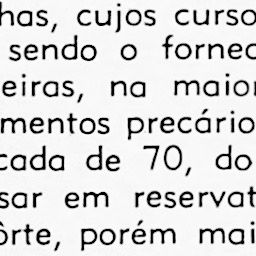 has, cujos curso
sendo o fornec
eiras, na maior
mentos precário
cada de 70, do
sar em reservat
ôrte, porém mai